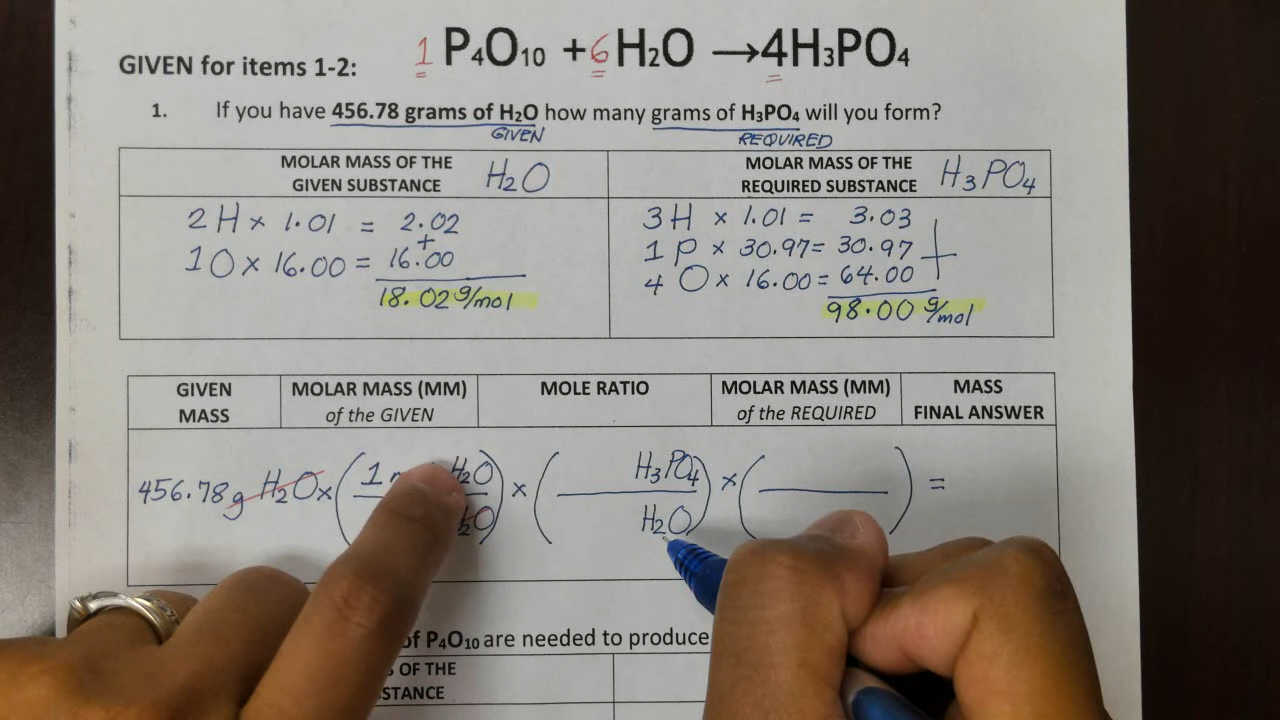 GIVEN for items 1-2: 1 P₄O₁₀ + 6 H₂O → 4H₃PO₄
1. If you have 456.78 grams of H₂O how many grams of H₃PO₄ will you form?
GIVEN REQUIRED
MOLAR MASS OF THE
GIVEN SUBSTANCE H₂O
MOLAR MASS OF THE
REQUIRED SUBSTANCE H₃PO₄
2H × 1.01 = 2.02
+
1O × 16.00 = 16.00
18.02 g/mol
3H × 1.01 = 3.03
1P × 30.97 = 30.97 +
4 O × 16.00 = 64.00
98.00 g/mol
GIVEN
MASS
MOLAR MASS (MM)
of the GIVEN
MOLE RATIO
MOLAR MASS (MM)
of the REQUIRED
MASS
FINAL ANSWER
456.78 g H₂O × ( 1 H₂O ) × ( H₃PO₄ ) × ( ) =
H₂O
of P₄O₁₀ are needed to produce
OF THE